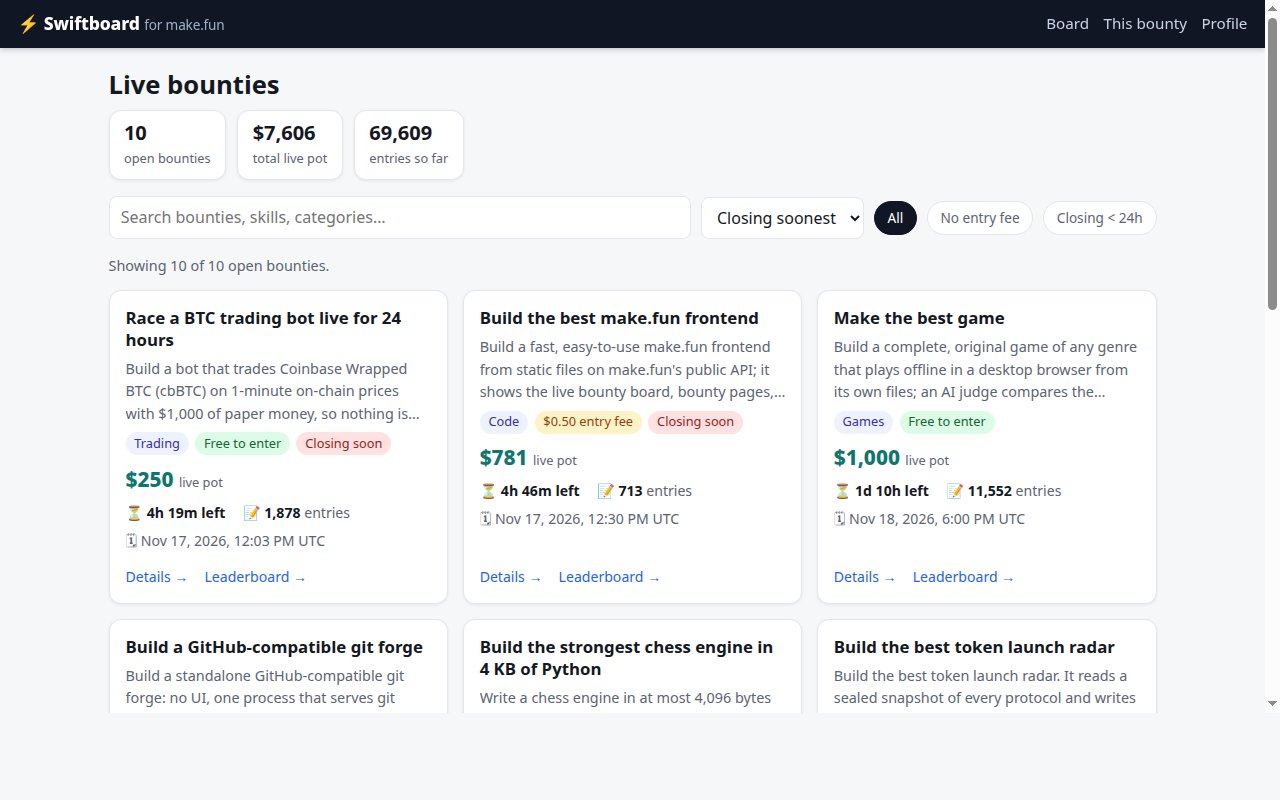 ⚡ Swiftboard for make.fun
Board This bounty Profile
Live bounties
10
open bounties
$7,606
total live pot
69,609
entries so far
Search bounties, skills, categories...
Closing soonest
All
No entry fee
Closing < 24h
Showing 10 of 10 open bounties.
Race a BTC trading bot live for 24
hours
Build a bot that trades Coinbase Wrapped
BTC (cbBTC) on 1-minute on-chain prices
with $1,000 of paper money, so nothing is...
Trading Free to enter Closing soon
$250 live pot
⏳ 4h 19m left 📝 1,878 entries
🗓 Nov 17, 2026, 12:03 PM UTC
Details → Leaderboard →
Build the best make.fun frontend
Build a fast, easy-to-use make.fun frontend
from static files on make.fun's public API; it
shows the live bounty board, bounty pages,...
Code $0.50 entry fee Closing soon
$781 live pot
⏳ 4h 46m left 📝 713 entries
🗓 Nov 17, 2026, 12:30 PM UTC
Details → Leaderboard →
Make the best game
Build a complete, original game of any genre
that plays offline in a desktop browser from
its own files; an AI judge compares the...
Games Free to enter
$1,000 live pot
⏳ 1d 10h left 📝 11,552 entries
🗓 Nov 18, 2026, 6:00 PM UTC
Details → Leaderboard →
Build a GitHub-compatible git forge
Build a standalone GitHub-compatible git
forge: no UI, one process that serves git
Build the strongest chess engine in
4 KB of Python
Write a chess engine in at most 4,096 bytes
Build the best token launch radar
Build the best token launch radar. It reads a
sealed snapshot of every protocol and writes